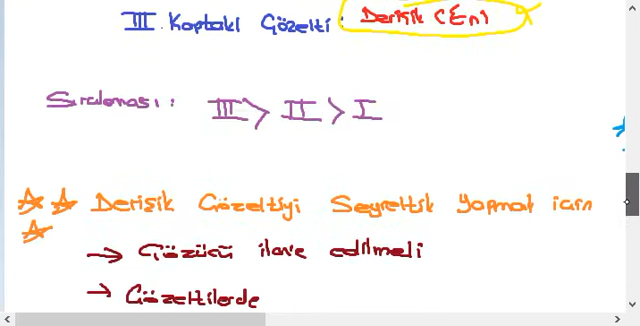 III. Kaptaki Çözelti: Derişik (En)
Sıralaması: III > II > I
Derişik Çözeltiyi Seyreltik Yapmak için
→ Çözücü ilave edilmeli
→ Çözeltilerde